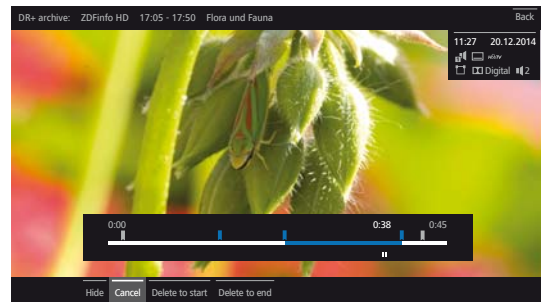 DR+ archive: ZDFinfo HD 17:05 - 17:50 Flora und Fauna Back
11:27 20.12.2014
Digital 2
0:00 0:38 0:45
Hide Cancel Delete to start Delete to end